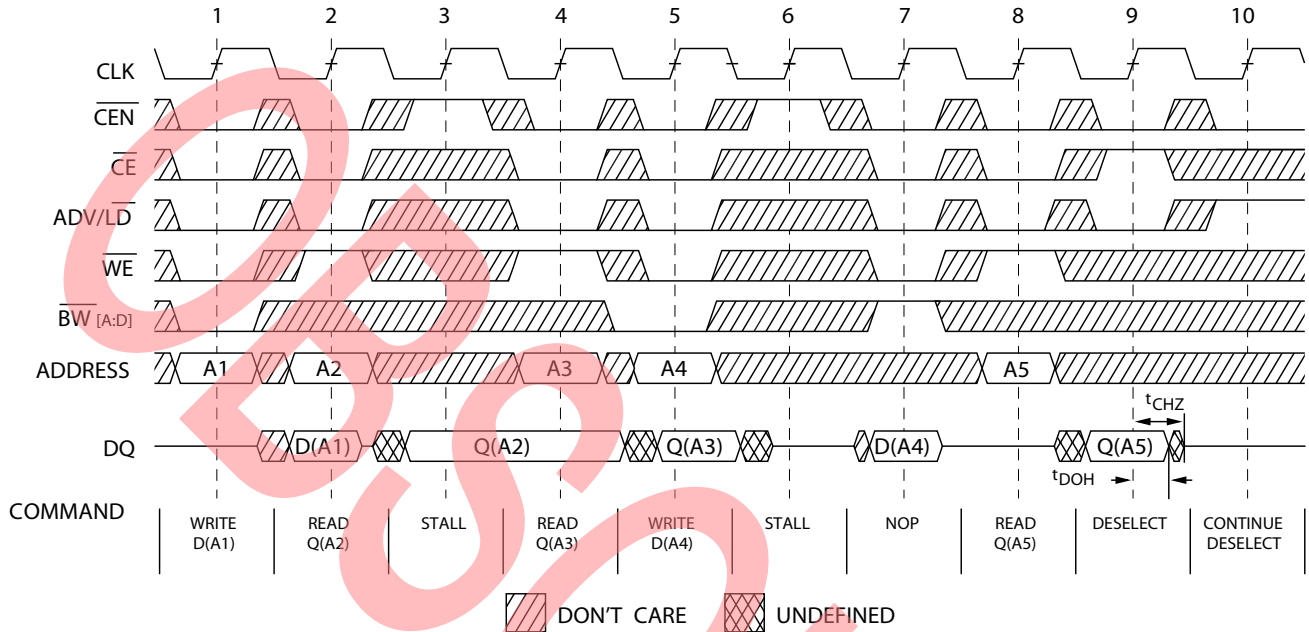 1 2 3 4 5 6 7 8 9 10
CLK
CEN
CE
ADV/LD
WE
BW [A:D]
ADDRESS A1 A2 A3 A4 A5
tCHZ
DQ D(A1) Q(A2) Q(A3) D(A4) Q(A5)
tDOH
COMMAND
WRITE D(A1)
READ Q(A2)
STALL
READ Q(A3)
WRITE D(A4)
STALL
NOP
READ Q(A5)
DESELECT
CONTINUE DESELECT
DON'T CARE UNDEFINED